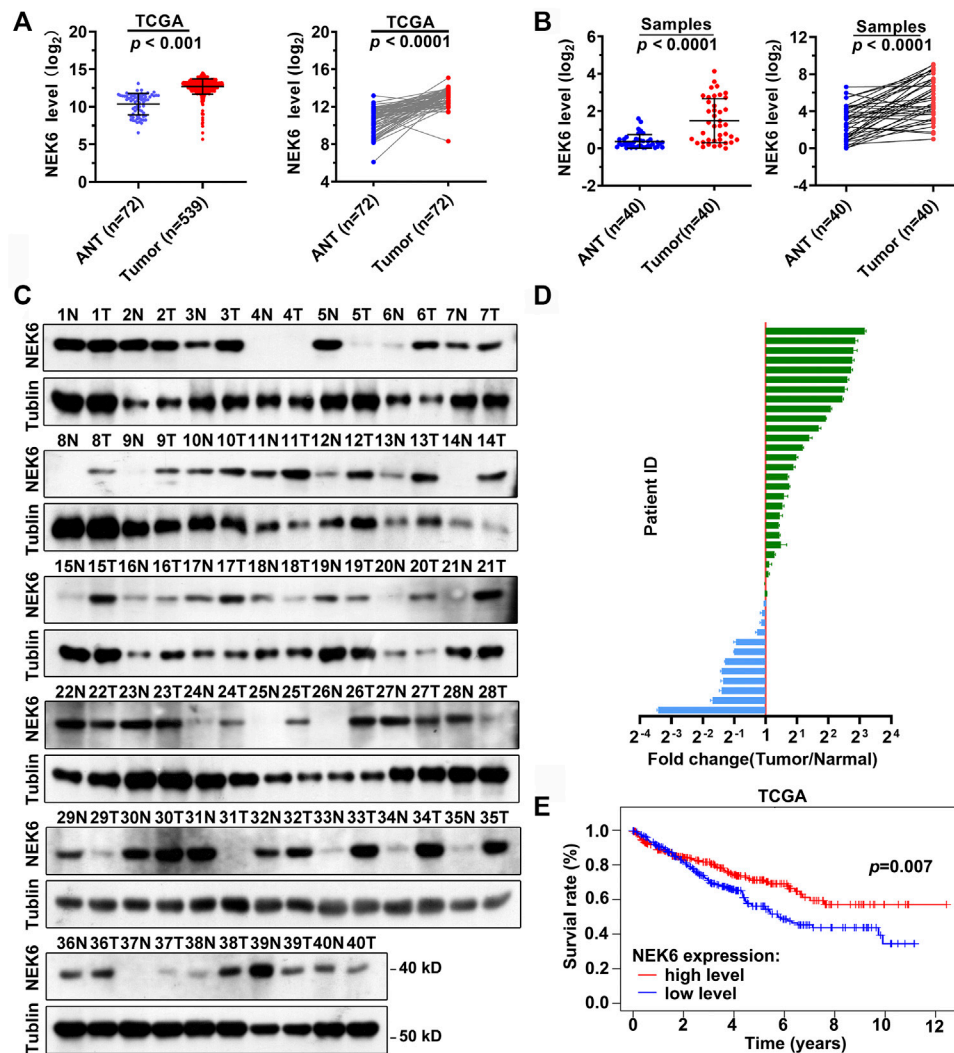 A
TCGA
p < 0.001
NEK6 level (log2)
20
15
10
5
0
ANT (n=72)
Tumor (n=539)
TCGA
p < 0.0001
NEK6 level (log2)
16
12
8
4
ANT (n=72)
Tumor (n=72)
B
Samples
p < 0.0001
NEK6 level (log2)
6
4
2
0
-2
ANT (n=40)
Tumor(n=40)
Samples
p < 0.0001
NEK6 level (log2)
12
8
4
0
-4
ANT (n=40)
Tumor (n=40)
C
1N 1T 2N 2T 3N 3T 4N 4T 5N 5T 6N 6T 7N 7T
NEK6
Tublin
8N 8T 9N 9T 10N 10T 11N 11T 12N 12T 13N 13T 14N 14T
NEK6
Tublin
15N 15T 16N 16T 17N 17T 18N 18T 19N 19T 20N 20T 21N 21T
NEK6
Tublin
22N 22T 23N 23T 24N 24T 25N 25T 26N 26T 27N 27T 28N 28T
NEK6
Tublin
29N 29T 30N 30T 31N 31T 32N 32T 33N 33T 34N 34T 35N 35T
NEK6
Tublin
36N 36T 37N 37T 38N 38T 39N 39T 40N 40T
NEK6
- 40 kD
Tublin
- 50 kD
D
Patient ID
2-4 2-3 2-2 2-1 1 21 22 23 24
Fold change(Tumor/Narmal)
E
TCGA
Survial rate (%)
1.0
0.8
0.6
0.4
0.2
0.0
p=0.007
NEK6 expression:
high level
low level
0 2 4 6 8 10 12
Time (years)